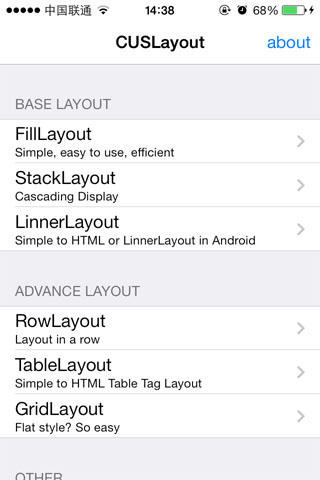 中国联通 14:38 68%
CUSLayout about
BASE LAYOUT
FillLayout
Simple, easy to use, efficient
StackLayout
Cascading Display
LinnerLayout
Simple to HTML or LinnerLayout in Android
ADVANCE LAYOUT
RowLayout
Layout in a row
TableLayout
Simple to HTML Table Tag Layout
GridLayout
Flat style? So easy
OTHER